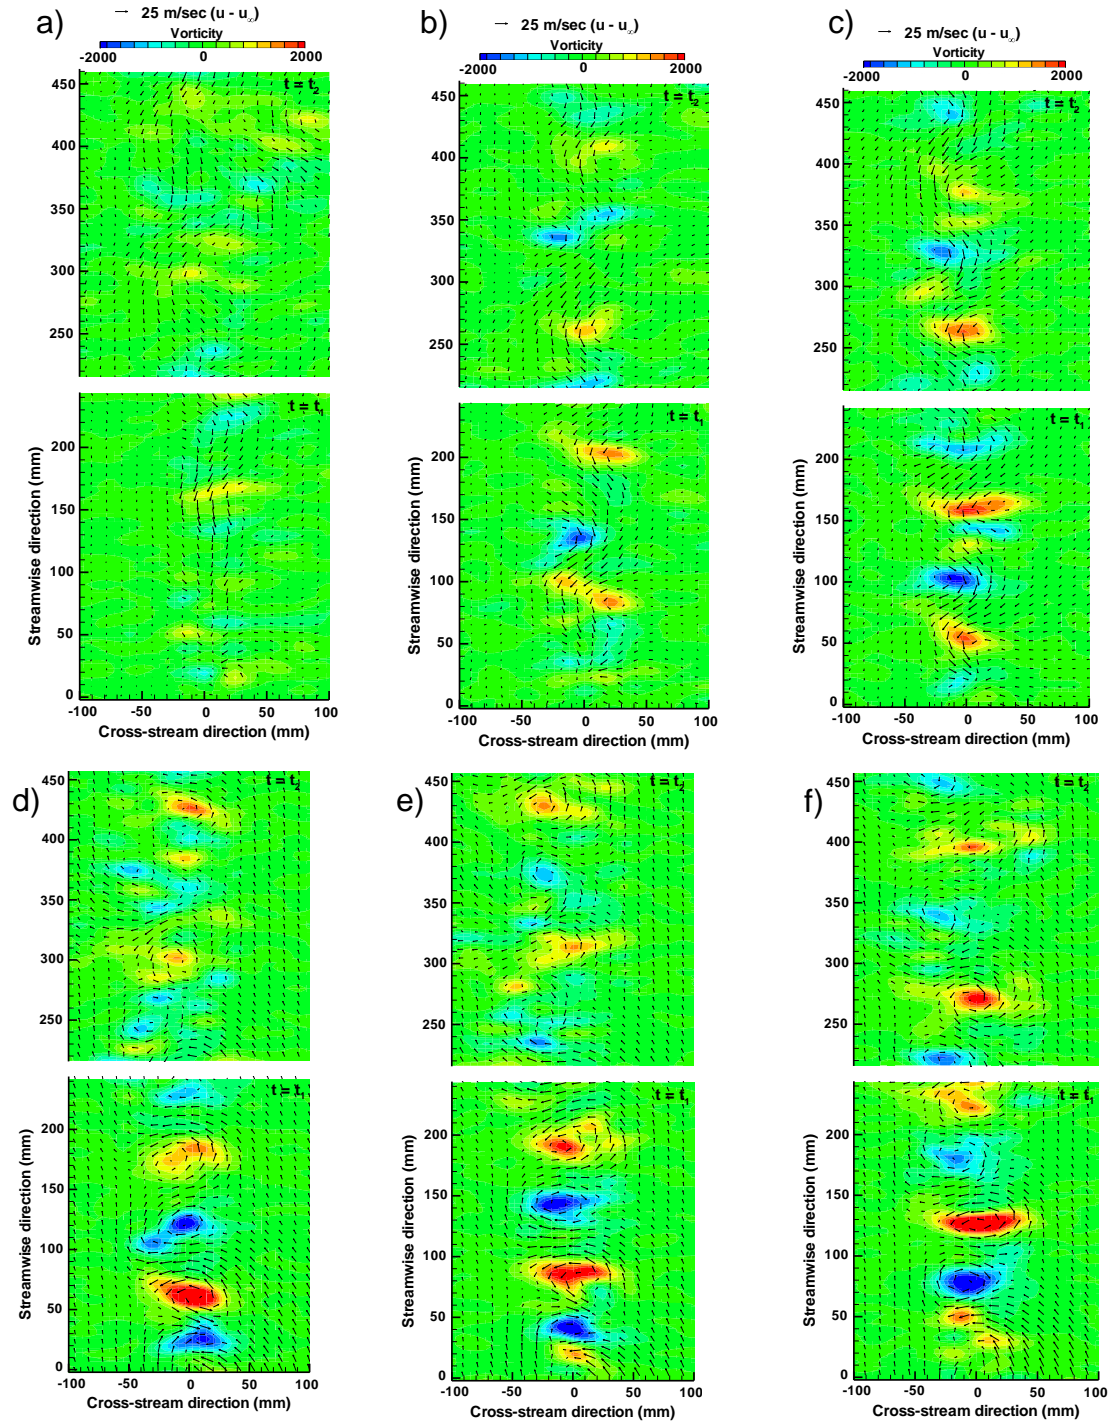 a)
25 m/sec (u - u∞)
Vorticity
-2000 0 2000
t = t2
450
400
350
300
250
t = t1
200
150
100
50
0
Streamwise direction (mm)
-100 -50 0 50 100
Cross-stream direction (mm)
b)
25 m/sec (u - u∞)
Vorticity
-2000 0 2000
t = t2
450
400
350
300
250
t = t1
200
150
100
50
0
Streamwise direction (mm)
-100 -50 0 50 100
Cross-stream direction (mm)
c)
25 m/sec (u - u∞)
Vorticity
-2000 0 2000
t = t2
450
400
350
300
250
t = t1
200
150
100
50
0
Streamwise direction (mm)
-100 -50 0 50 100
Cross-stream direction (mm)
d)
t = t2
450
400
350
300
250
t = t1
200
150
100
50
0
Streamwise direction (mm)
-100 -50 0 50 100
Cross-stream direction (mm)
e)
t = t2
450
400
350
300
250
t = t1
200
150
100
50
0
Streamwise direction (mm)
-100 -50 0 50 100
Cross-stream direction (mm)
f)
t = t2
450
400
350
300
250
t = t1
200
150
100
50
0
Streamwise direction (mm)
-100 -50 0 50 100
Cross-stream direction (mm)